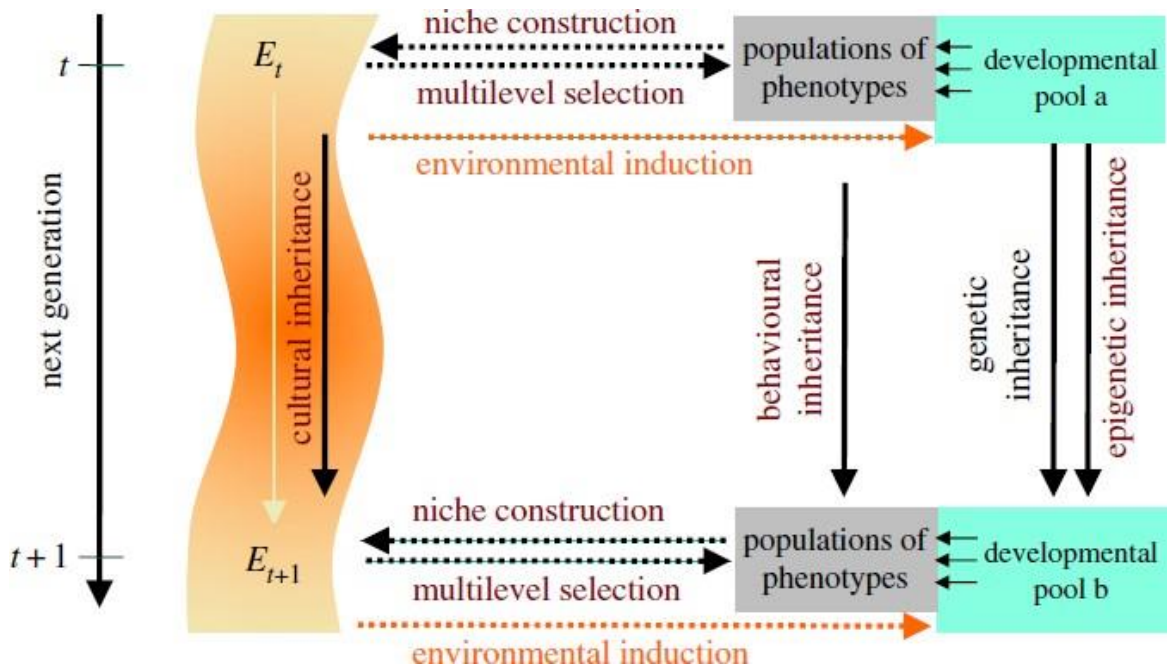 niche construction
t
E_t
populations of
phenotypes
developmental
pool a
multilevel selection
environmental induction
next generation
cultural inheritance
behavioural
inheritance
genetic
inheritance
epigenetic inheritance
niche construction
t + 1
E_{t+1}
populations of
phenotypes
developmental
pool b
multilevel selection
environmental induction